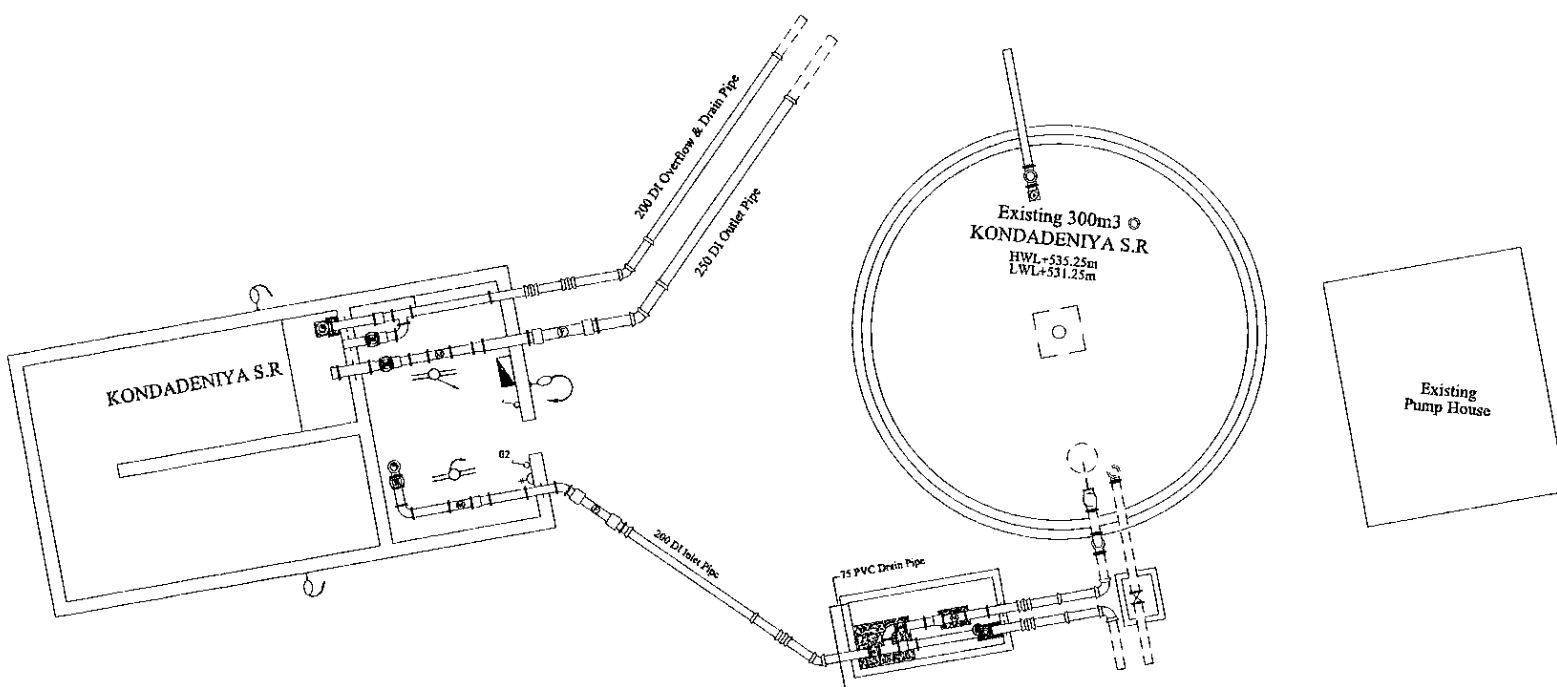 200 DI Overflow & Drain Pipe
250 DI Outlet Pipe
Existing 300m3
KONDADENIYA S.R
HWL+535.25m
LWL+531.25m
KONDADENIYA S.R
Existing
Pump House
G2
200 DI Inlet Pipe
75 PVC Drain Pipe